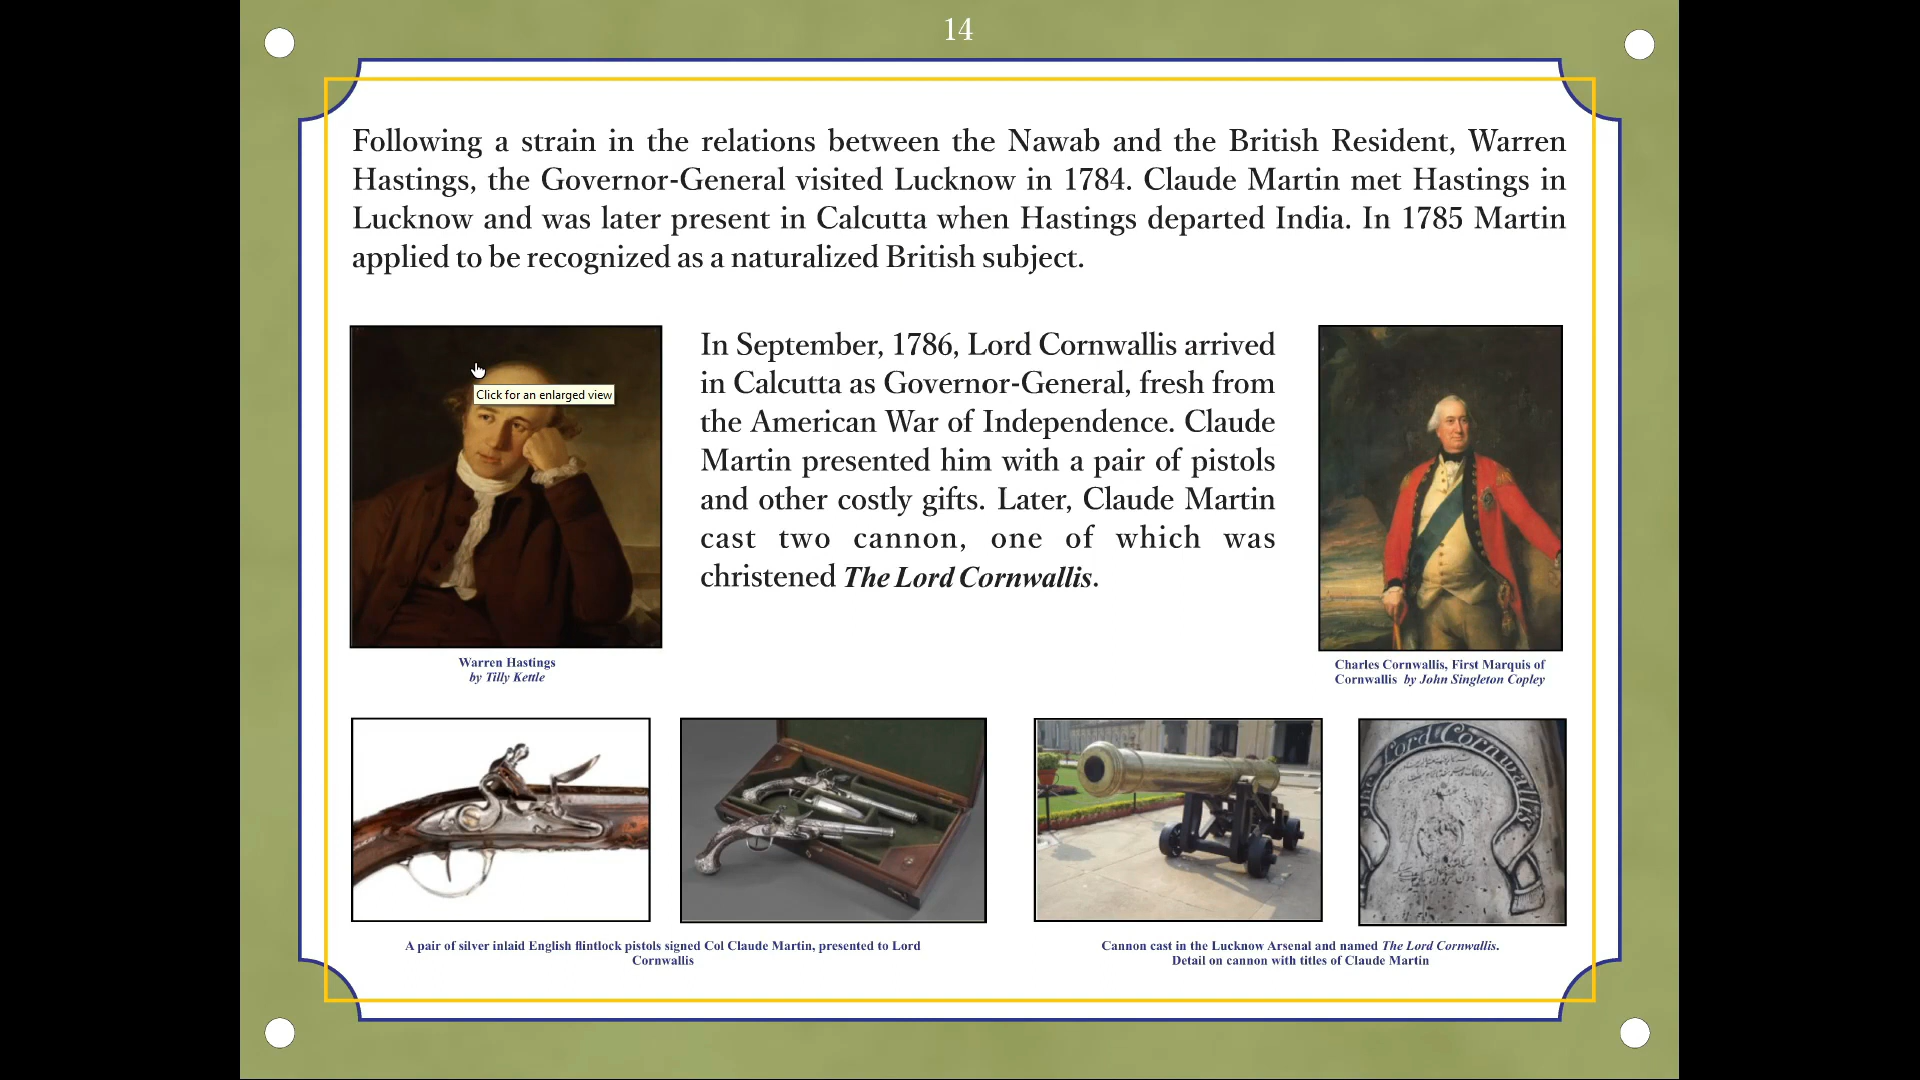 14
Following a strain in the relations between the Nawab and the British Resident, Warren
Hastings, the Governor-General visited Lucknow in 1784. Claude Martin met Hastings in
Lucknow and was later present in Calcutta when Hastings departed India. In 1785 Martin
applied to be recognized as a naturalized British subject.
Click for an enlarged view
In September, 1786, Lord Cornwallis arrived
in Calcutta as Governor-General, fresh from
the American War of Independence. Claude
Martin presented him with a pair of pistols
and other costly gifts. Later, Claude Martin
cast two cannon, one of which was
christened The Lord Cornwallis.
Warren Hastings
by Tilly Kettle
Charles Cornwallis, First Marquis of
Cornwallis by John Singleton Copley
The Lord Cornwallis
A pair of silver inlaid English flintlock pistols signed Col Claude Martin, presented to Lord
Cornwallis
Cannon cast in the Lucknow Arsenal and named The Lord Cornwallis.
Detail on cannon with titles of Claude Martin